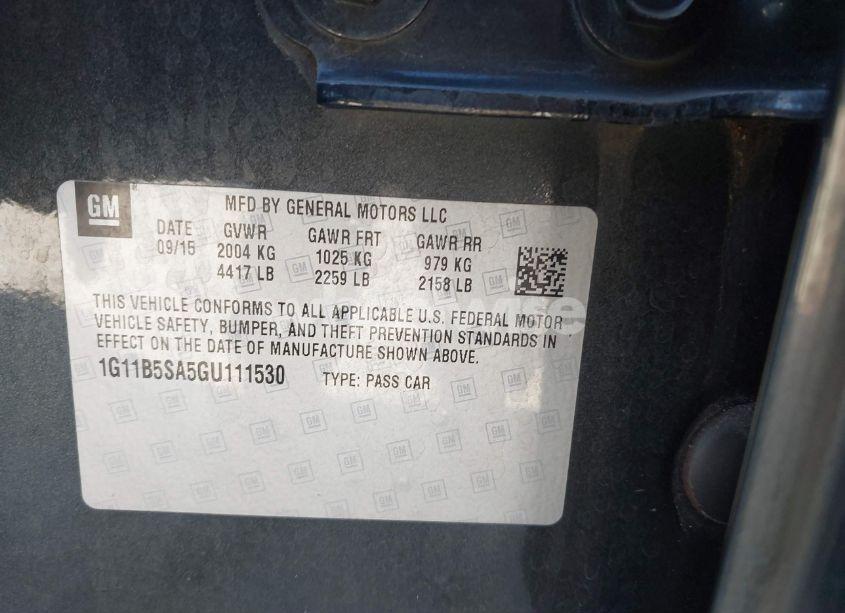 GM
MFD BY GENERAL MOTORS LLC
DATE GVWR GAWR FRT GAWR RR
09/15 2004 KG 1025 KG 979 KG
4417 LB 2259 LB 2158 LB
THIS VEHICLE CONFORMS TO ALL APPLICABLE U.S. FEDERAL MOTOR
VEHICLE SAFETY, BUMPER, AND THEFT PREVENTION STANDARDS IN
EFFECT ON THE DATE OF MANUFACTURE SHOWN ABOVE.
1G11B5SA5GU111530 TYPE: PASS CAR